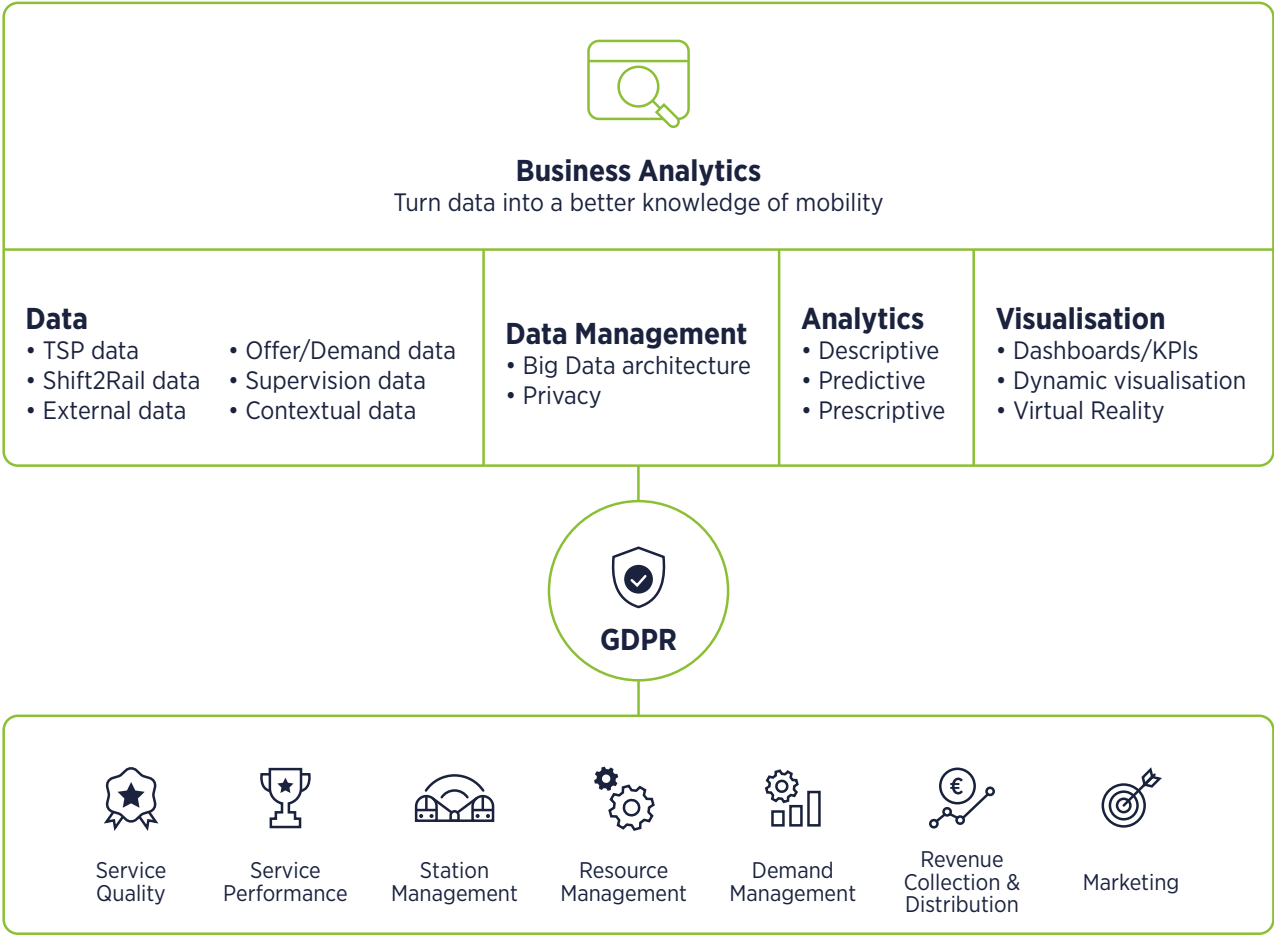 Business Analytics
Turn data into a better knowledge of mobility
Data
• TSP data
• Shift2Rail data
• External data
• Offer/Demand data
• Supervision data
• Contextual data
Data Management
• Big Data architecture
• Privacy
Analytics
• Descriptive
• Predictive
• Prescriptive
Visualisation
• Dashboards/KPIs
• Dynamic visualisation
• Virtual Reality
GDPR
Service
Quality
Service
Performance
Station
Management
Resource
Management
Demand
Management
€
Revenue
Collection &
Distribution
Marketing